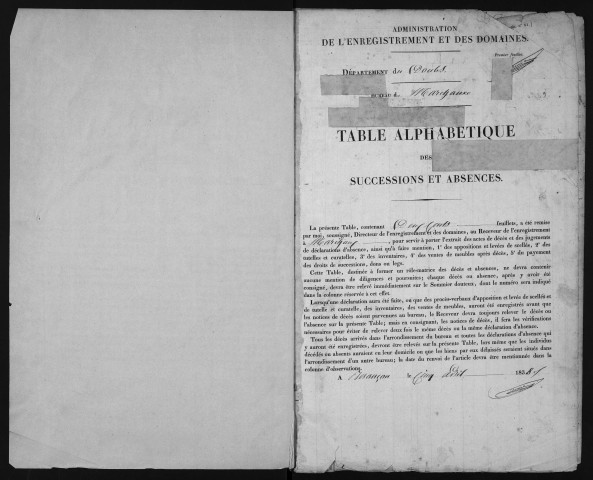 ADMINISTRATION
DE L'ENREGISTREMENT ET DES DOMAINES.
Premier feuillet.
DÉPARTEMENT du Doubs.
TABLE ALPHABÉTIQUE
DES
SUCCESSIONS ET ABSENCES.
La présente Table, contenant Deux Cents feuillets, a été remise
par moi, soussigné, Directeur de l'enregistrement et des domaines, au Receveur de l'enregistrement
à , pour servir à porter l'extrait des actes de décès et des jugemens
de déclarations d'absence, ainsi qu'à faire mention, 1° des appositions et levées de scellés, 2° des
tutelles et curatelles, 3° des inventaires, 4° des ventes de meubles après décès, 5° du payement
des droits de successions, dons ou legs.
Cette Table, destinée à former un rôle-matrice des décès et absences, ne devra contenir
aucune mention de diligences et poursuites; chaque décès ou absence, après y avoir été
consigné, devra être relevé immédiatement sur le Sommier douteux, dont le numéro sera indiqué
dans la colonne réservée à cet effet.
Lorsqu'une déclaration aura été faite, ou que des procès-verbaux d'apposition et levée de scellés et
de tutelle et curatelle, des inventaires, des ventes de meubles, auront été enregistrés avant que
les notices de décès soient parvenues au bureau, le Receveur devra toujours relever le décès ou
l'absence sur la présente Table; mais en consignant les notices de décès, il fera les vérifications
nécessaires pour éviter de relever deux fois le même décès ou la même déclaration d'absence.
Tous les décès arrivés dans l'arrondissement du bureau et toutes les déclarations d'absence qui
y auront été enregistrées, devront être relevés sur la présente Table, lors même que les individus
décédés ou absents auraient eu leur domicile ou que les biens par eux délaissés seraient situés dans
l'arrondissement d'un autre bureau; la date du renvoi de l'article devra être mentionnée dans la
colonne d'observations.
A Besançon le Cinq 185